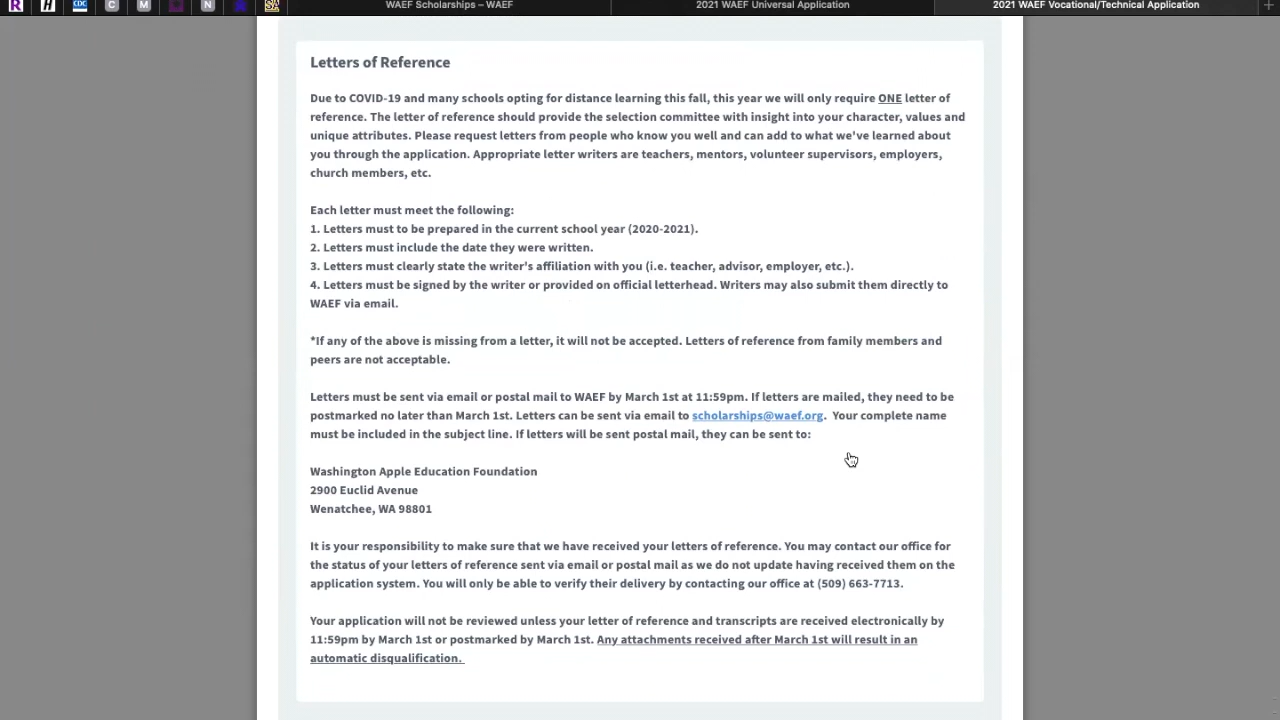 R H CDC C M N SA WAEF Scholarships – WAEF 2021 WAEF Universal Application 2021 WAEF Vocational/Technical Application +
Letters of Reference
Due to COVID-19 and many schools opting for distance learning this fall, this year we will only require ONE letter of
reference. The letter of reference should provide the selection committee with insight into your character, values and
unique attributes. Please request letters from people who know you well and can add to what we've learned about
you through the application. Appropriate letter writers are teachers, mentors, volunteer supervisors, employers,
church members, etc.
Each letter must meet the following:
1. Letters must to be prepared in the current school year (2020-2021).
2. Letters must include the date they were written.
3. Letters must clearly state the writer's affiliation with you (i.e. teacher, advisor, employer, etc.).
4. Letters must be signed by the writer or provided on official letterhead. Writers may also submit them directly to
WAEF via email.
*If any of the above is missing from a letter, it will not be accepted. Letters of reference from family members and
peers are not acceptable.
Letters must be sent via email or postal mail to WAEF by March 1st at 11:59pm. If letters are mailed, they need to be
postmarked no later than March 1st. Letters can be sent via email to scholarships@waef.org. Your complete name
must be included in the subject line. If letters will be sent postal mail, they can be sent to:
Washington Apple Education Foundation
2900 Euclid Avenue
Wenatchee, WA 98801
It is your responsibility to make sure that we have received your letters of reference. You may contact our office for
the status of your letters of reference sent via email or postal mail as we do not update having received them on the
application system. You will only be able to verify their delivery by contacting our office at (509) 663-7713.
Your application will not be reviewed unless your letter of reference and transcripts are received electronically by
11:59pm by March 1st or postmarked by March 1st. Any attachments received after March 1st will result in an
automatic disqualification.